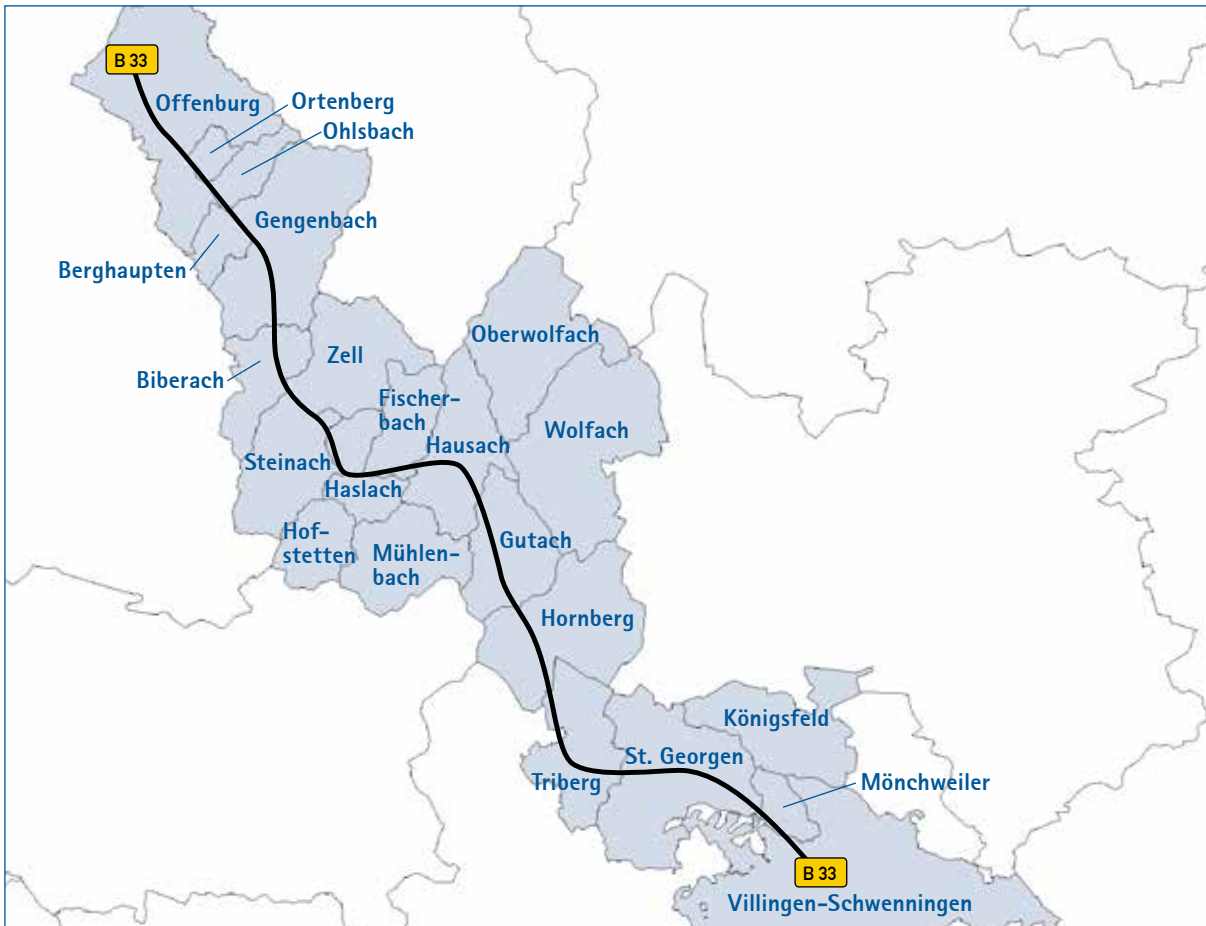 B 33
Offenburg
Ortenberg
Ohlsbach
Gengenbach
Berghaupten
Oberwolfach
Zell
Biberach
Fischer-
bach
Wolfach
Hausach
Steinach
Haslach
Hof-
stetten
Gutach
Mühlen-
bach
Hornberg
Königsfeld
St. Georgen
Triberg
Mönchweiler
B 33
Villingen-Schwenningen